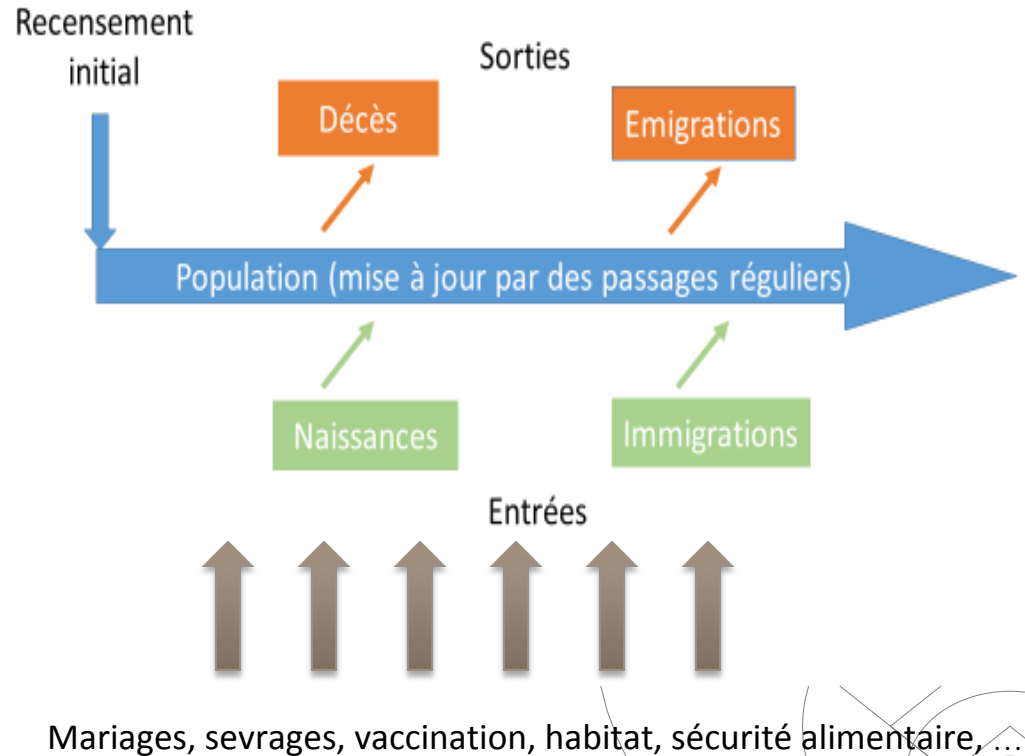 Recensement
initial
Sorties
Décès
Emigrations
Population (mise à jour par des passages réguliers)
Naissances
Immigrations
Entrées
Mariages, sevrages, vaccination, habitat, sécurité alimentaire, ...